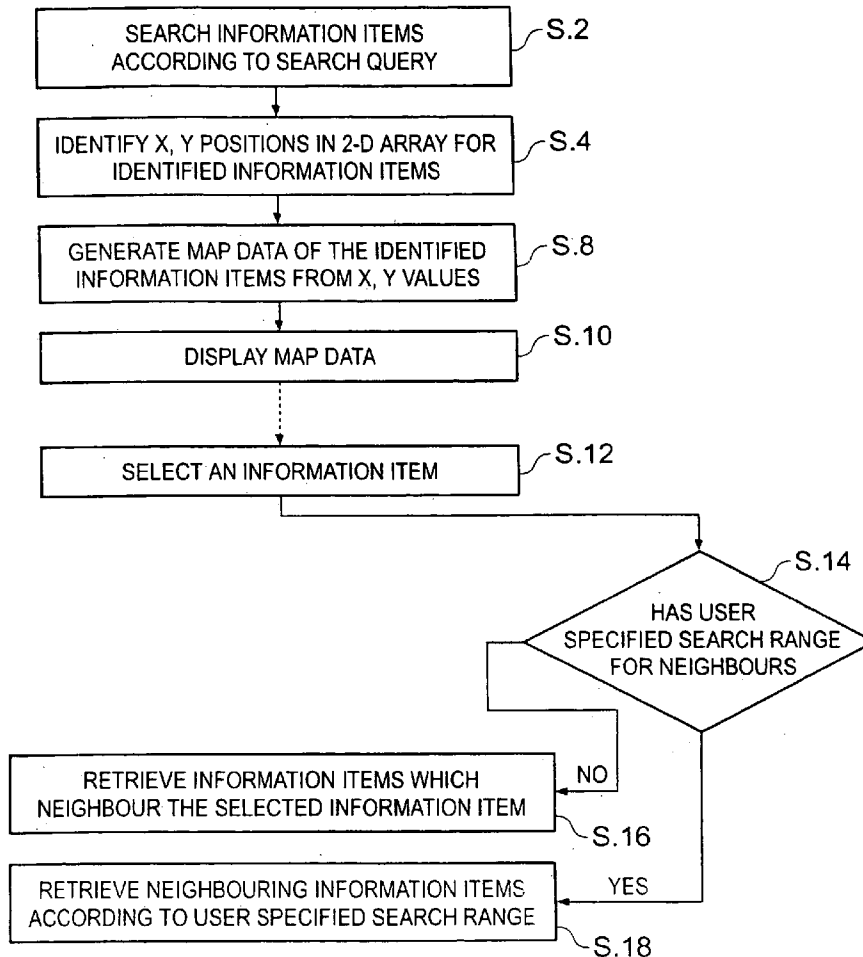 SEARCH INFORMATION ITEMS
ACCORDING TO SEARCH QUERY
S.2
IDENTIFY X, Y POSITIONS IN 2-D ARRAY FOR
IDENTIFIED INFORMATION ITEMS
S.4
GENERATE MAP DATA OF THE IDENTIFIED
INFORMATION ITEMS FROM X, Y VALUES
S.8
DISPLAY MAP DATA
S.10
SELECT AN INFORMATION ITEM
S.12
S.14
HAS USER
SPECIFIED SEARCH RANGE
FOR NEIGHBOURS
NO
RETRIEVE INFORMATION ITEMS WHICH
NEIGHBOUR THE SELECTED INFORMATION ITEM
S.16
YES
RETRIEVE NEIGHBOURING INFORMATION ITEMS
ACCORDING TO USER SPECIFIED SEARCH RANGE
S.18